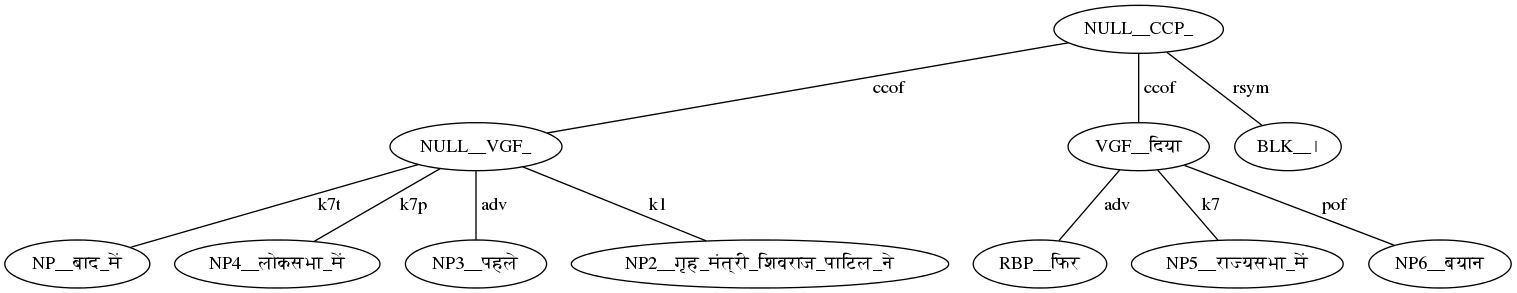 NULL__CCP_
ccof ccof rsym
NULL__VGF_ VGF__दिया BLK__।
k7t k7p adv k1 adv k7 pof
NP__बाद_में NP4__लोकसभा_में NP3__पहले NP2__गृह_मंत्री_शिवराज_पाटिल_ने RBP__फिर NP5__राज्यसभा_में NP6__बयान